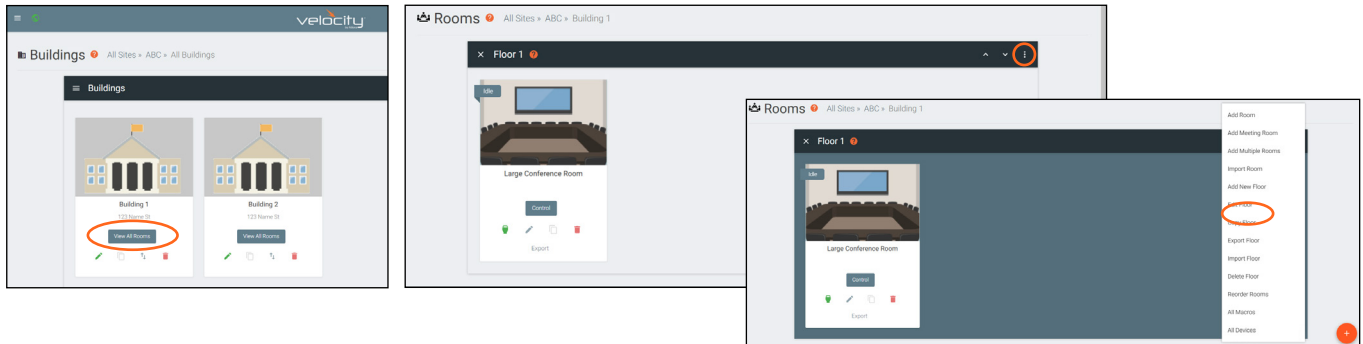 velocity
Buildings ? All Sites » ABC » All Buildings
Buildings
Building 1
123 Name St
View All Rooms
Building 2
123 Name St
View All Rooms
Rooms ? All Sites » ABC » Building 1
× Floor 1 ?
Idle
Large Conference Room
Control
Export
Rooms ? All Sites » ABC » Building 1
× Floor 1 ?
Idle
Large Conference Room
Control
Export
Add Room
Add Meeting Room
Add Multiple Rooms
Import Room
Add New Floor
Edit Floor
Copy Floor
Export Floor
Import Floor
Delete Floor
Reorder Rooms
All Macros
All Devices
+